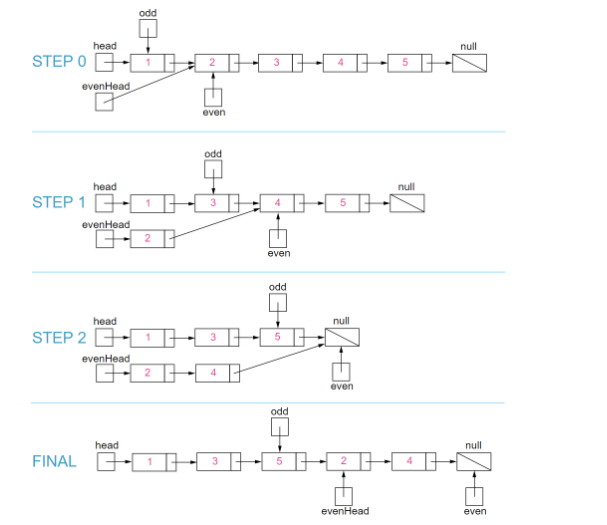 odd
head
null
STEP 0
1 2 3 4 5
evenHead
even
odd
head
null
STEP 1
1 3 4 5
evenHead
2
even
odd
head
null
STEP 2
1 3 5
evenHead
2 4
even
odd
head
null
FINAL
1 3 5 2 4
evenHead
even